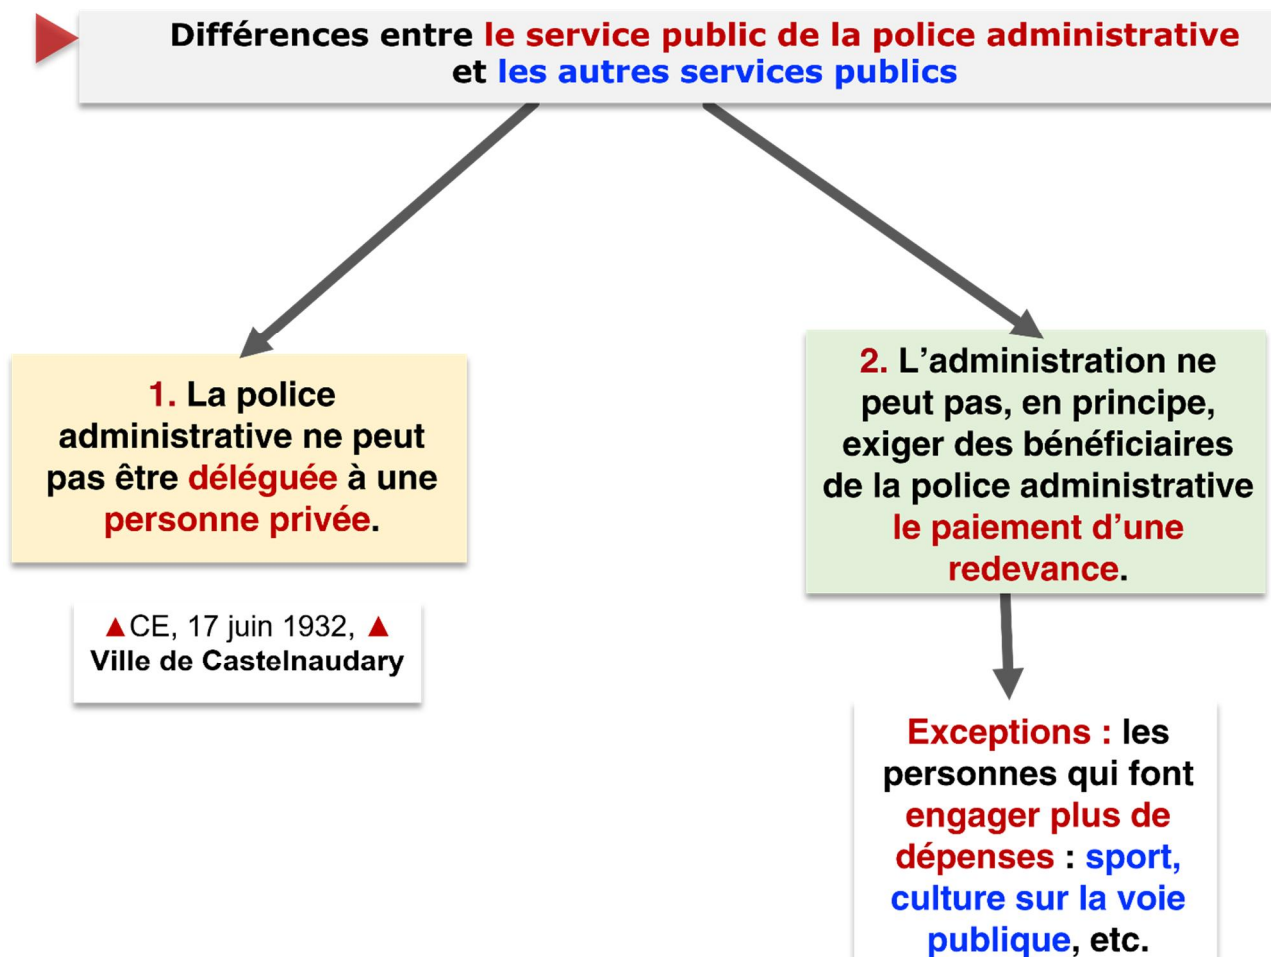 Différences entre le service public de la police administrative
et les autres services publics
1. La police
administrative ne peut
pas être déléguée à une
personne privée.
▲CE, 17 juin 1932, ▲
Ville de Castelnaudary
2. L’administration ne
peut pas, en principe,
exiger des bénéficiaires
de la police administrative
le paiement d’une
redevance.
Exceptions : les
personnes qui font
engager plus de
dépenses : sport,
culture sur la voie
publique, etc.